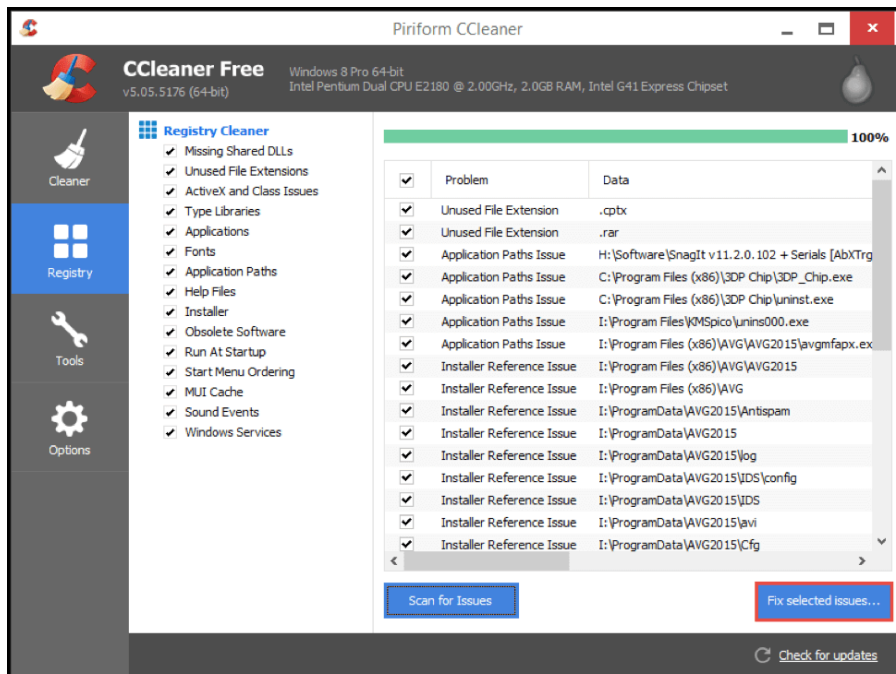 Piriform CCleaner
CCleaner Free
v5.05.5176 (64-bit)
Windows 8 Pro 64-bit
Intel Pentium Dual CPU E2180 @ 2.00GHz, 2.0GB RAM, Intel G41 Express Chipset
Cleaner
Registry
Tools
Options
Registry Cleaner
Missing Shared DLLs
Unused File Extensions
ActiveX and Class Issues
Type Libraries
Applications
Fonts
Application Paths
Help Files
Installer
Obsolete Software
Run At Startup
Start Menu Ordering
MUI Cache
Sound Events
Windows Services
100%
Problem Data
Unused File Extension .cptx
Unused File Extension .rar
Application Paths Issue H:\Software\SnagIt v11.2.0.102 + Serials [AbXTrg
Application Paths Issue C:\Program Files (x86)\3DP Chip\3DP_Chip.exe
Application Paths Issue C:\Program Files (x86)\3DP Chip\uninst.exe
Application Paths Issue I:\Program Files\KMSpico\unins000.exe
Application Paths Issue I:\Program Files (x86)\AVG\AVG2015\avgmfapx.ex
Installer Reference Issue I:\Program Files (x86)\AVG\AVG2015
Installer Reference Issue I:\Program Files (x86)\AVG
Installer Reference Issue I:\ProgramData\AVG2015\Antispam
Installer Reference Issue I:\ProgramData\AVG2015
Installer Reference Issue I:\ProgramData\AVG2015\log
Installer Reference Issue I:\ProgramData\AVG2015\IDS\config
Installer Reference Issue I:\ProgramData\AVG2015\IDS
Installer Reference Issue I:\ProgramData\AVG2015\avi
Installer Reference Issue I:\ProgramData\AVG2015\Cfg
Scan for Issues
Fix selected issues...
Check for updates